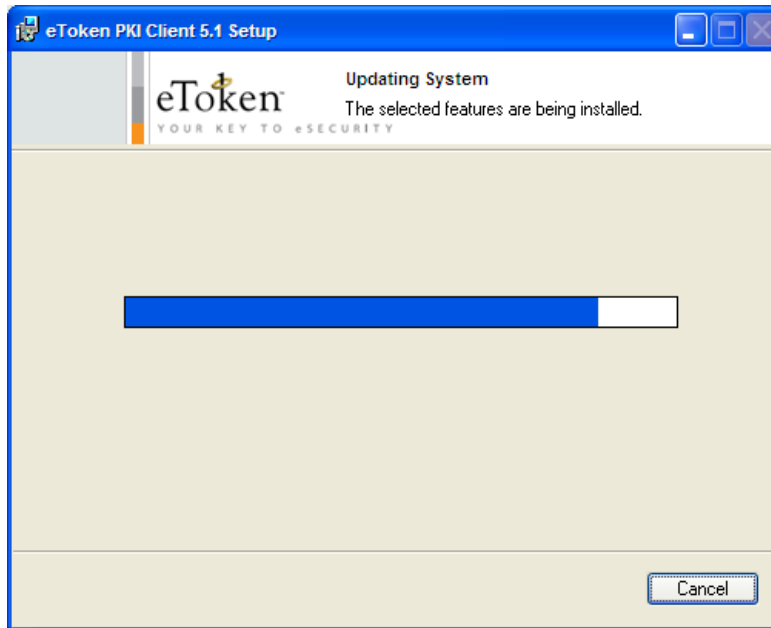 eToken PKI Client 5.1 Setup
eToken
YOUR KEY TO eSECURITY
Updating System
The selected features are being installed.
Cancel